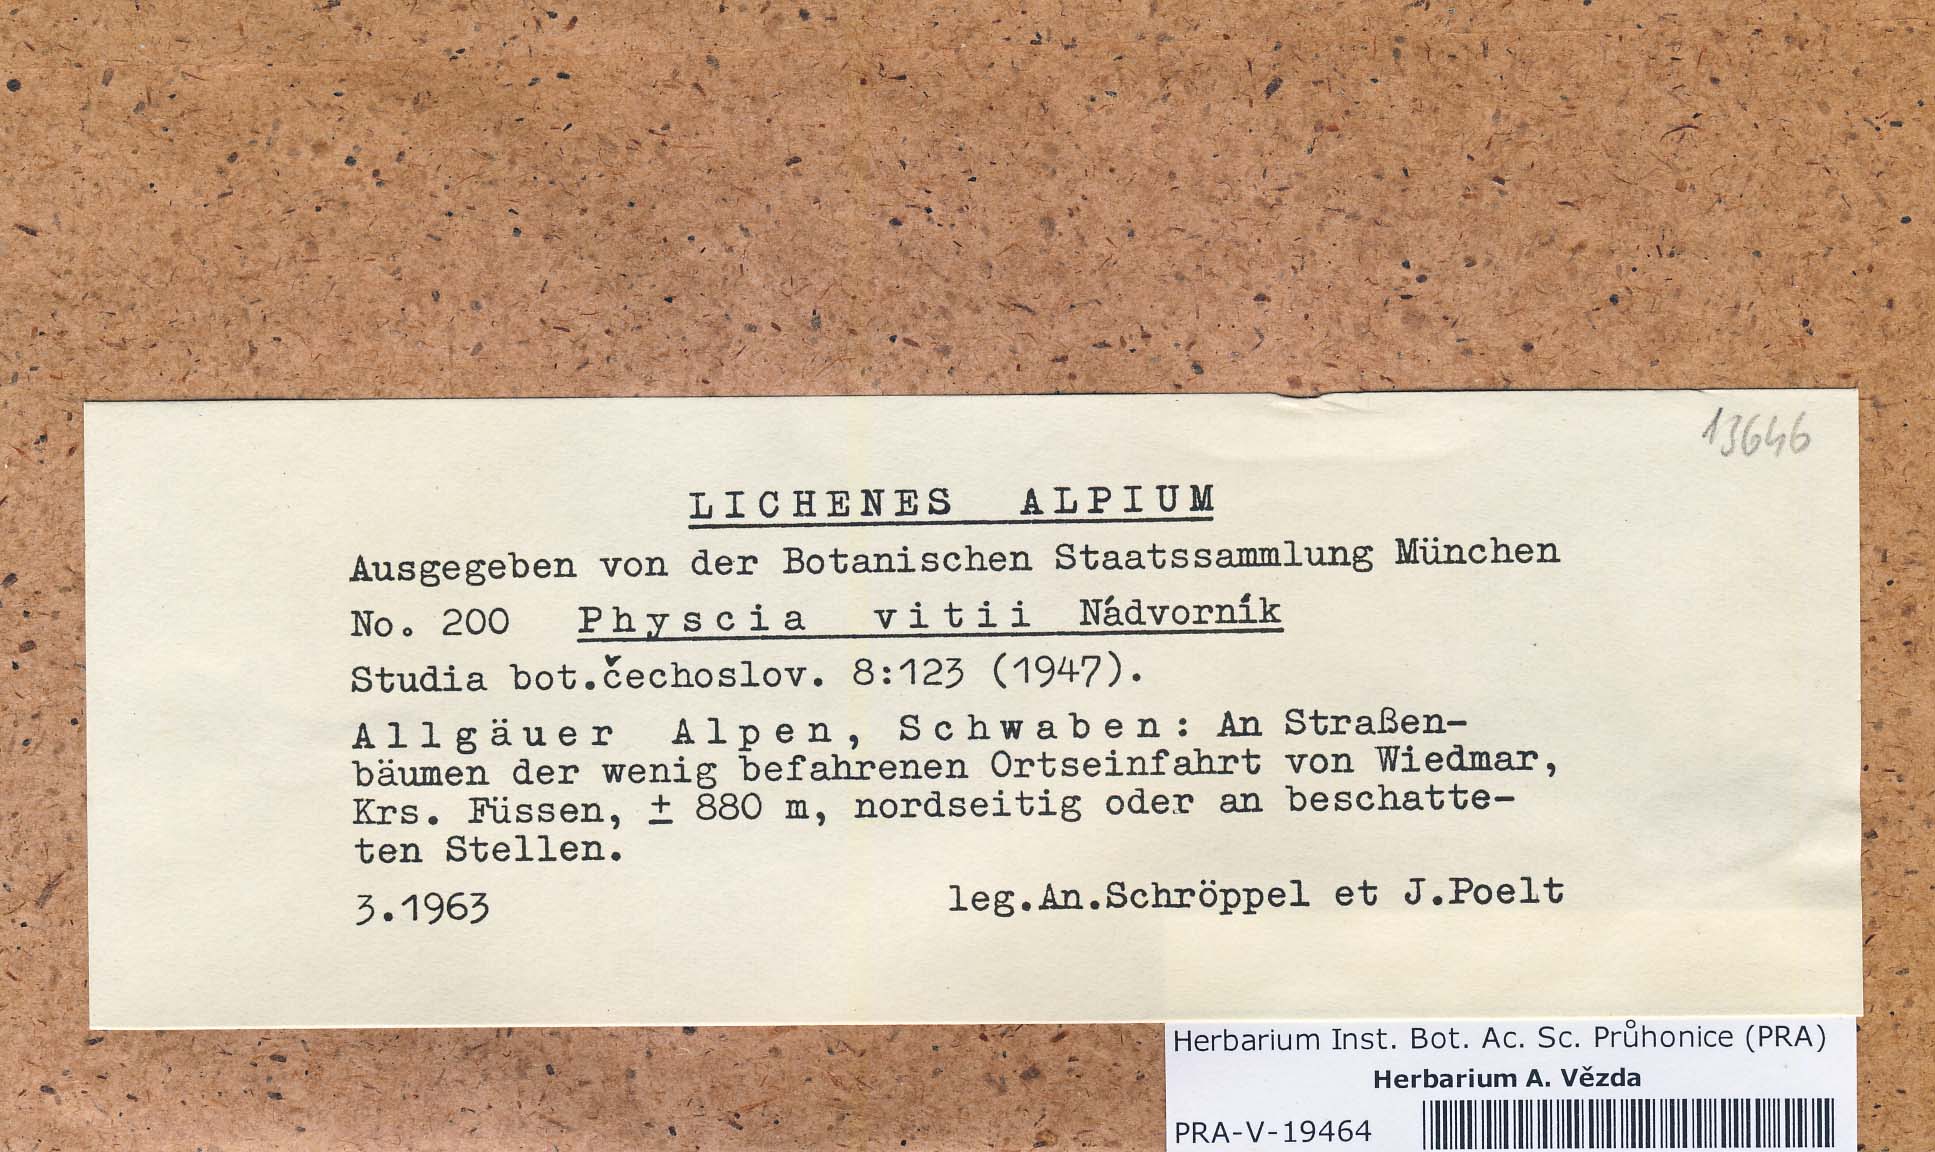 13646
LICHENES ALPIUM
Ausgegeben von der Botanischen Staatssammlung München
No. 200 Physcia vitii Nádvorník
Studia bot.čechoslov. 8:123 (1947).
Allgäuer Alpen, Schwaben: An Straßen-
bäumen der wenig befahrenen Ortseinfahrt von Wiedmar,
Krs. Füssen, ± 880 m, nordseitig oder an beschatte-
ten Stellen.
3.1963 leg.An.Schröppel et J.Poelt
Herbarium Inst. Bot. Ac. Sc. Průhonice (PRA)
Herbarium A. Vězda
PRA-V-19464